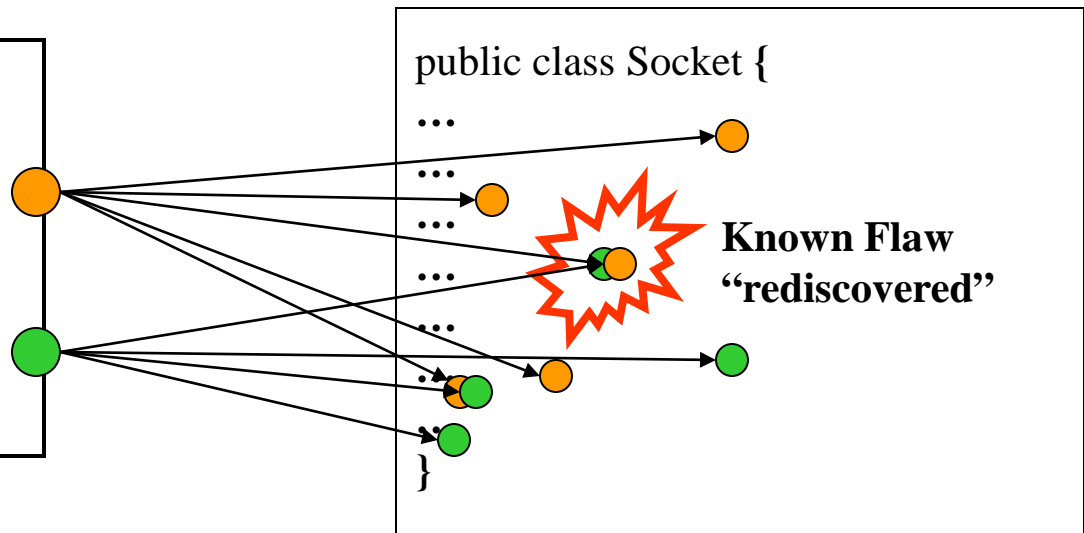 public class Socket {
…
…
…
…
…
…
…
}
Known Flaw
“rediscovered”